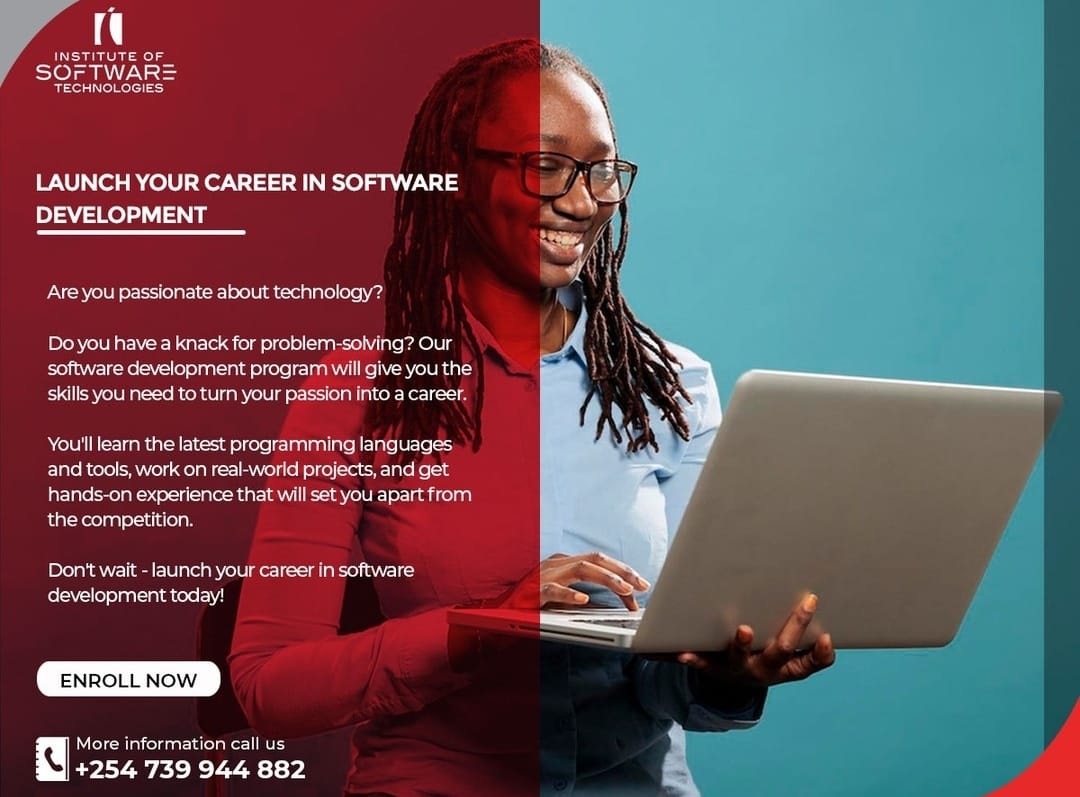 INSTITUTE OF
SOFTWARE
TECHNOLOGIES
LAUNCH YOUR CAREER IN SOFTWARE
DEVELOPMENT
Are you passionate about technology?
Do you have a knack for problem-solving? Our
software development program will give you the
skills you need to turn your passion into a career.
You'll learn the latest programming languages
and tools, work on real-world projects, and get
hands-on experience that will set you apart from
the competition.
Don't wait - launch your career in software
development today!
ENROLL NOW
More information call us
+254 739 944 882